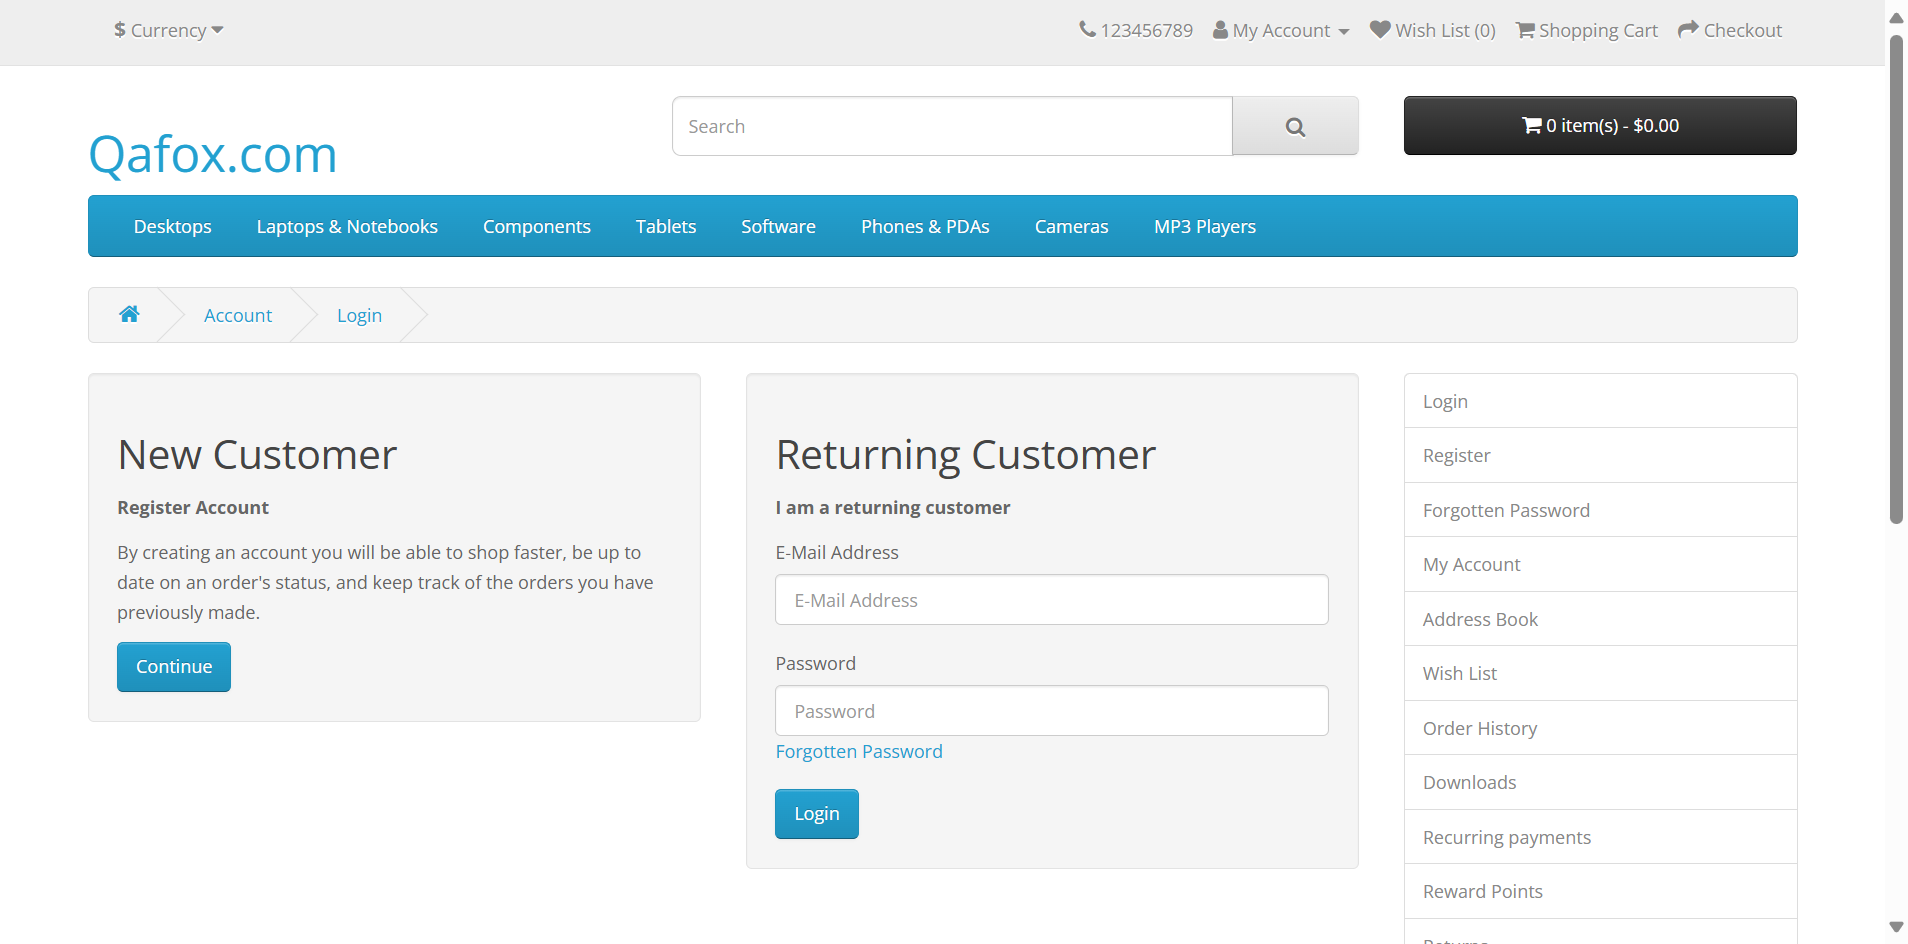 $ Currency
123456789 My Account Wish List (0) Shopping Cart Checkout
Qafox.com
Search
0 item(s) - $0.00
Desktops Laptops & Notebooks Components Tablets Software Phones & PDAs Cameras MP3 Players
Account Login
New Customer
Register Account
By creating an account you will be able to shop faster, be up to
date on an order's status, and keep track of the orders you have
previously made.
Continue
Returning Customer
I am a returning customer
E-Mail Address
E-Mail Address
Password
Password
Forgotten Password
Login
Login
Register
Forgotten Password
My Account
Address Book
Wish List
Order History
Downloads
Recurring payments
Reward Points
Returns